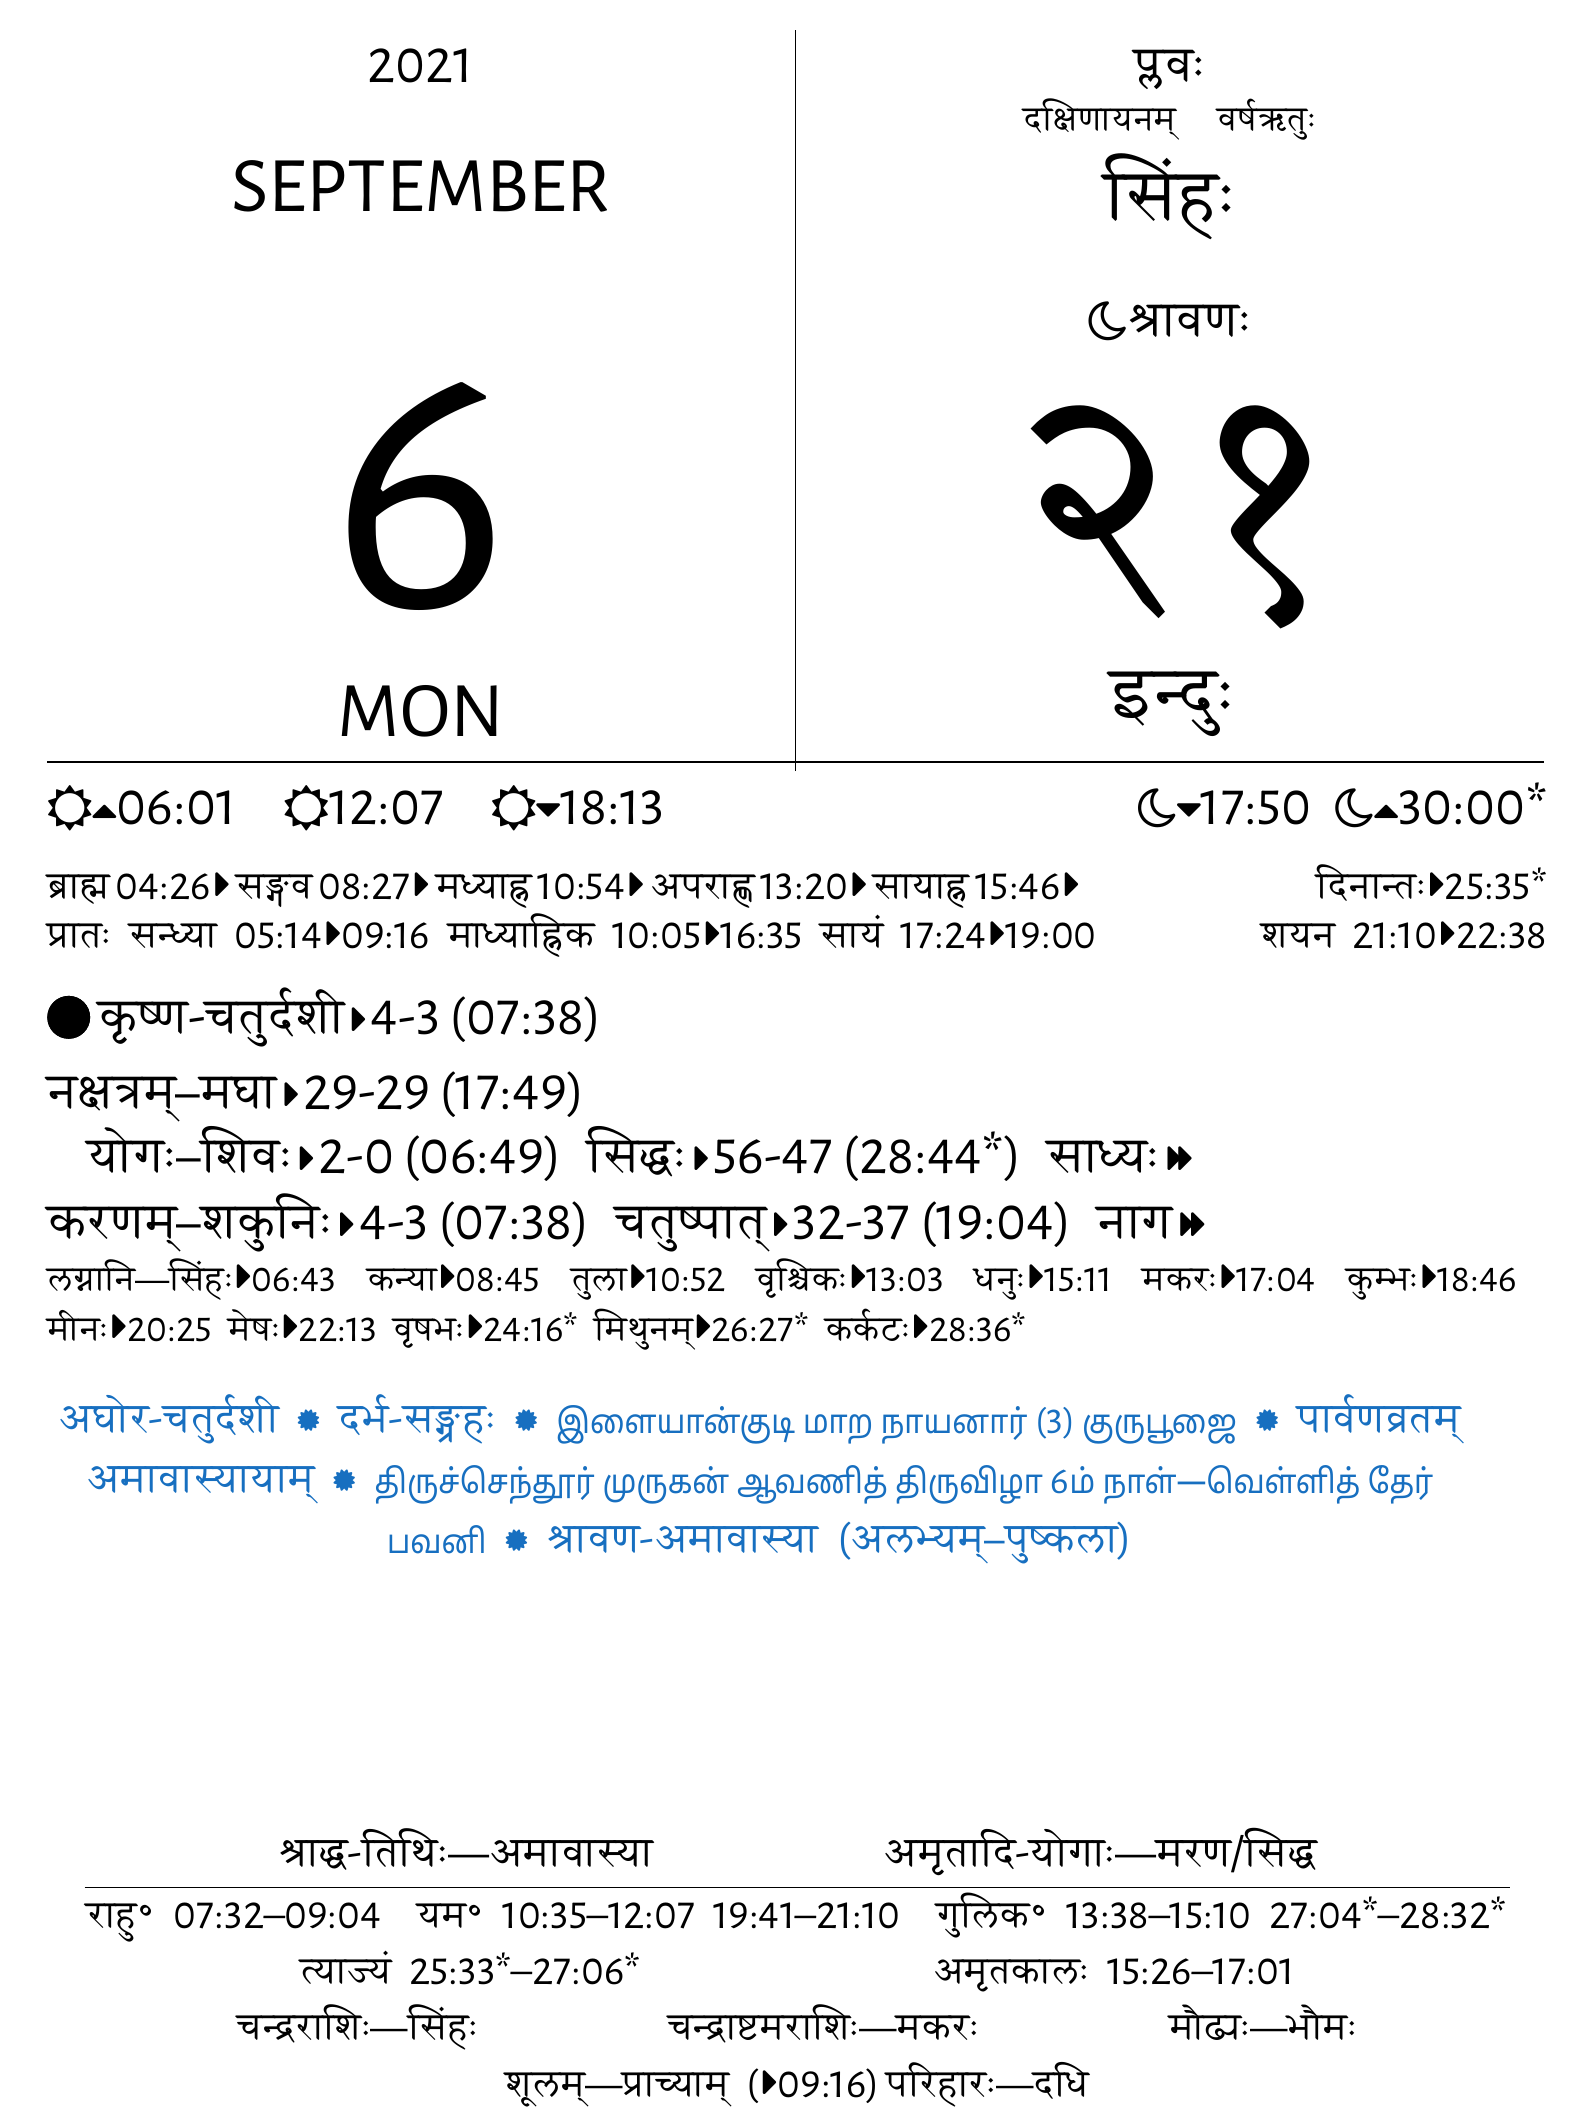 2021
SEPTEMBER
6
MON
प्लवः
दक्षिणायनम् वर्षऋतुः
सिंहः
श्रावणः
२१
इन्दुः
06:01 12:07 18:13 17:50 30:00*
ब्राह्म 04:26 सङ्गव 08:27 मध्याह्न 10:54 अपराह्ण 13:20 सायाह्न 15:46 दिनान्तः 25:35*
प्रातः सन्ध्या 05:14 09:16 माध्याह्निक 10:05 16:35 सायं 17:24 19:00 शयन 21:10 22:38
कृष्ण-चतुर्दशी 4-3 (07:38)
नक्षत्रम्–मघा 29-29 (17:49)
योगः–शिवः 2-0 (06:49) सिद्धः 56-47 (28:44*) साध्यः
करणम्–शकुनिः 4-3 (07:38) चतुष्पात् 32-37 (19:04) नाग
लग्नानि—सिंहः 06:43 कन्या 08:45 तुला 10:52 वृश्चिकः 13:03 धनुः 15:11 मकरः 17:04 कुम्भः 18:46
मीनः 20:25 मेषः 22:13 वृषभः 24:16* मिथुनम् 26:27* कर्कटः 28:36*
अघोर-चतुर्दशी ✹ दर्भ-सङ्ग्रहः ✹ இளையான்குடி மாற நாயனார் (3) குருபூஜை ✹ पार्वणव्रतम्
अमावास्यायाम् ✹ திருச்செந்தூர் முருகன் ஆவணித் திருவிழா 6ம் நாள்—வெள்ளித் தேர்
பவனி ✹ श्रावण-अमावास्या (अलभ्यम्–पुष्कला)
श्राद्ध-तिथिः—अमावास्या अमृतादि-योगाः—मरण/सिद्ध
राहु॰ 07:32–09:04 यम॰ 10:35–12:07 19:41–21:10 गुलिक॰ 13:38–15:10 27:04*–28:32*
त्याज्यं 25:33*–27:06* अमृतकालः 15:26–17:01
चन्द्रराशिः—सिंहः चन्द्राष्टमराशिः—मकरः मौढ्यः—भौमः
शूलम्—प्राच्याम् (09:16) परिहारः—दधि